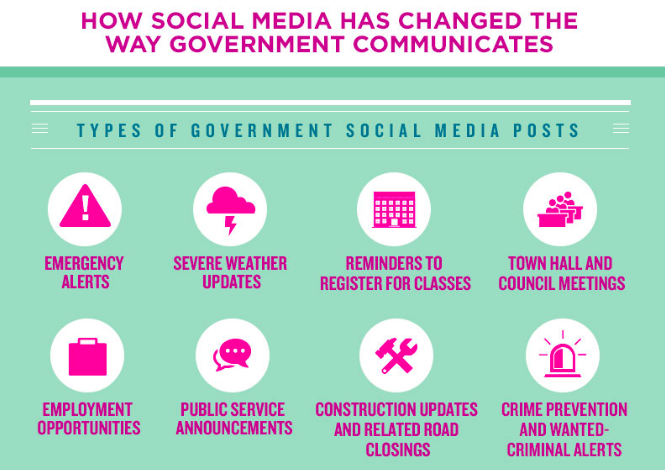 HOW SOCIAL MEDIA HAS CHANGED THE
WAY GOVERNMENT COMMUNICATES
TYPES OF GOVERNMENT SOCIAL MEDIA POSTS
EMERGENCY
ALERTS
SEVERE WEATHER
UPDATES
REMINDERS TO
REGISTER FOR CLASSES
TOWN HALL AND
COUNCIL MEETINGS
EMPLOYMENT
OPPORTUNITIES
PUBLIC SERVICE
ANNOUNCEMENTS
CONSTRUCTION UPDATES
AND RELATED ROAD
CLOSINGS
CRIME PREVENTION
AND WANTED-
CRIMINAL ALERTS